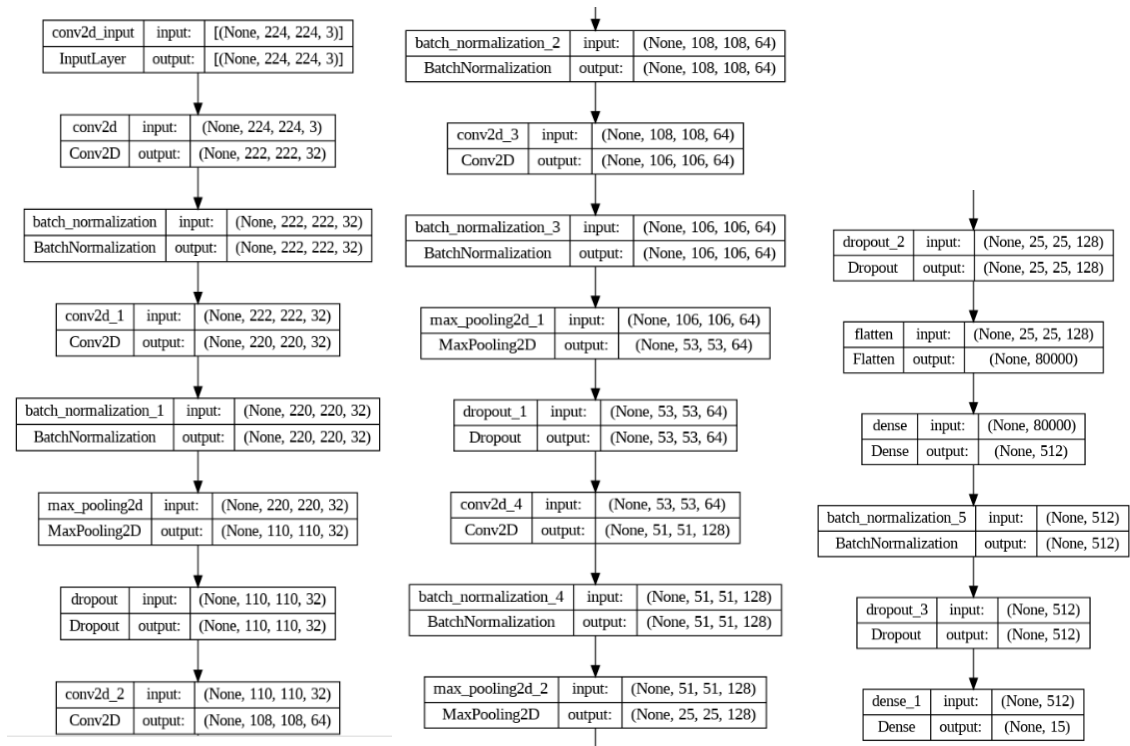 conv2d_input input: [(None, 224, 224, 3)]
InputLayer output: [(None, 224, 224, 3)]
conv2d input: (None, 224, 224, 3)
Conv2D output: (None, 222, 222, 32)
batch_normalization input: (None, 222, 222, 32)
BatchNormalization output: (None, 222, 222, 32)
conv2d_1 input: (None, 222, 222, 32)
Conv2D output: (None, 220, 220, 32)
batch_normalization_1 input: (None, 220, 220, 32)
BatchNormalization output: (None, 220, 220, 32)
max_pooling2d input: (None, 220, 220, 32)
MaxPooling2D output: (None, 110, 110, 32)
dropout input: (None, 110, 110, 32)
Dropout output: (None, 110, 110, 32)
conv2d_2 input: (None, 110, 110, 32)
Conv2D output: (None, 108, 108, 64)
batch_normalization_2 input: (None, 108, 108, 64)
BatchNormalization output: (None, 108, 108, 64)
conv2d_3 input: (None, 108, 108, 64)
Conv2D output: (None, 106, 106, 64)
batch_normalization_3 input: (None, 106, 106, 64)
BatchNormalization output: (None, 106, 106, 64)
max_pooling2d_1 input: (None, 106, 106, 64)
MaxPooling2D output: (None, 53, 53, 64)
dropout_1 input: (None, 53, 53, 64)
Dropout output: (None, 53, 53, 64)
conv2d_4 input: (None, 53, 53, 64)
Conv2D output: (None, 51, 51, 128)
batch_normalization_4 input: (None, 51, 51, 128)
BatchNormalization output: (None, 51, 51, 128)
max_pooling2d_2 input: (None, 51, 51, 128)
MaxPooling2D output: (None, 25, 25, 128)
dropout_2 input: (None, 25, 25, 128)
Dropout output: (None, 25, 25, 128)
flatten input: (None, 25, 25, 128)
Flatten output: (None, 80000)
dense input: (None, 80000)
Dense output: (None, 512)
batch_normalization_5 input: (None, 512)
BatchNormalization output: (None, 512)
dropout_3 input: (None, 512)
Dropout output: (None, 512)
dense_1 input: (None, 512)
Dense output: (None, 15)